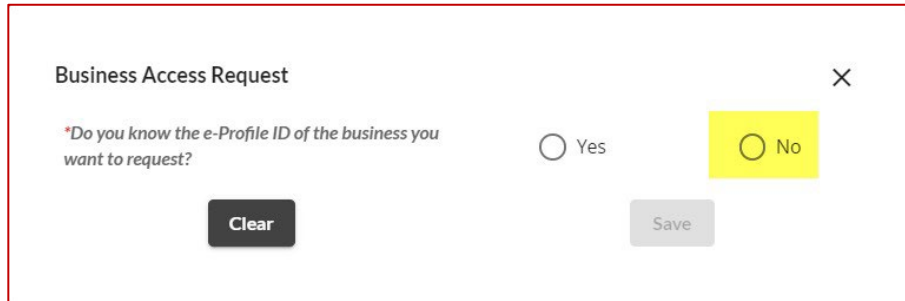 Business Access Request
*Do you know the e-Profile ID of the business you
want to request?
Yes
No
Clear
Save